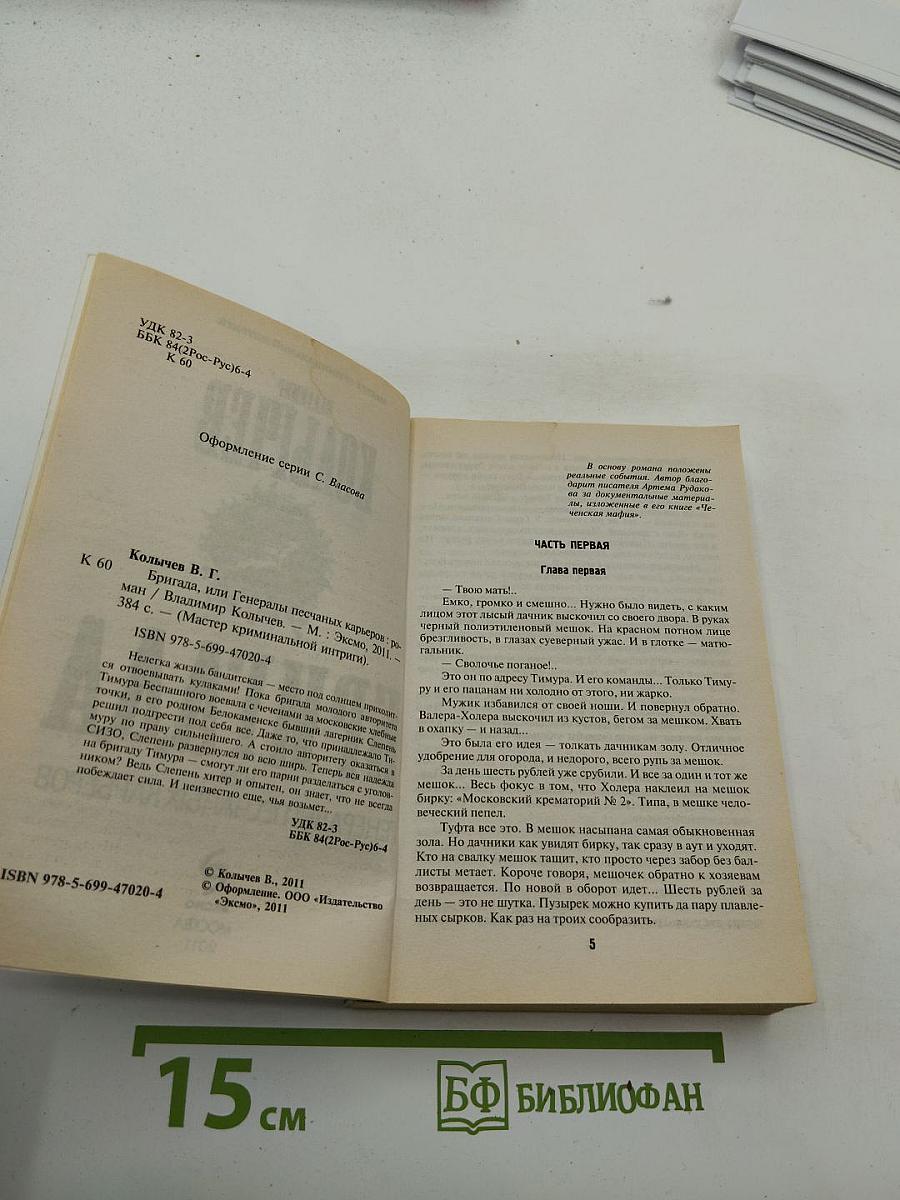 УДК 82-3
ББК 84(2Рос-Рус)6-4
К 60
Оформление серии С. Власова
Колычев В. Г.
К 60 Бригада, или Генералы песчаных карьеров : ро-
ман / Владимир Колычев. — М. : Эксмо, 2011. —
384 с. — (Мастер криминальной интриги).
ISBN 978-5-699-47020-4
Нелегка жизнь бандитская — место под солнцем приходит-
ся отвоевывать кулаками! Пока бригада молодого авторитета
Тимура Беспашного воевала с чеченами за московские хлебные
точки, в его родном Белокаменске бывший лагерник Слепень
решил подгрести под себя все. Даже то, что принадлежало Ти-
муру по праву сильнейшего. А стоило авторитету оказаться в
СИЗО, Слепень развернулся во всю ширь. Теперь вся надежда
на бригаду Тимура — смогут ли его парни разделаться с уголов-
ником? Ведь Слепень хитер и опытен, он знает, что не всегда
побеждает сила. И неизвестно еще, чья возьмет...
УДК 82-3
ББК 84(2Рос-Рус)6-4
© Колычев В., 2011
© Оформление. ООО «Издательство
«Эксмо», 2011
ISBN 978-5-699-47020-4
В основу романа положены
реальные события. Автор благо-
дарит писателя Артема Рудако-
ва за документальные материа-
лы, изложенные в его книге «Че-
ченская мафия».
ЧАСТЬ ПЕРВАЯ
Глава первая
— Твою мать!..
Емко, громко и смешно... Нужно было видеть, с каким
лицом этот лысый дачник выскочил со своего двора. В руках
черный полиэтиленовый мешок. На красном потном лице
брезгливость, в глазах суеверный ужас. И в глотке — матю-
гальник.
— Сволочье поганое!..
Это он по адресу Тимура. И его команды... Только Тиму-
ру и его пацанам ни холодно от этого, ни жарко.
Мужик избавился от своей ноши. И повернул обратно.
Валера-Холера выскочил из кустов, бегом за мешком. Хвать
в охапку — и назад...
Это была его идея — толкать дачникам золу. Отличное
удобрение для огорода, и недорого, всего рупь за мешок.
За день шесть рублей уже срубили. И все за один и тот же
мешок... Весь фокус в том, что Холера наклеил на мешок
бирку: «Московский крематорий № 2». Типа, в мешке чело-
веческий пепел.
Туфта все это. В мешок насыпана самая обыкновенная
зола. Но дачники как увидят бирку, так сразу в аут и уходят.
Кто на свалку мешок тащит, кто просто через забор без бал-
листы метает. Короче говоря, мешочек обратно к хозяевам
возвращается. По новой в оборот идет... Шесть рублей за
день — это не шутка. Пузырек можно купить да пару плавле-
ных сырков. Как раз на троих сообразить.
5
15 см
БФ БИБЛИОФАН